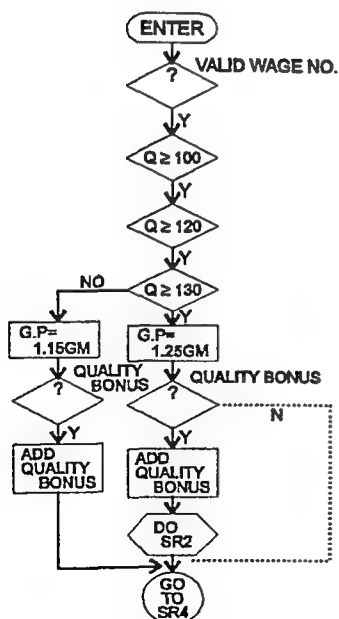 ENTER
VALID WAGE NO.
?
Y
Q ≥ 100
Y
Q ≥ 120
Y
NO
Q ≥ 130
Y
G.P=
1.15GM
G.P=
1.25GM
QUALITY
BONUS
?
Y
QUALITY BONUS
?
N
Y
ADD
QUALITY
BONUS
ADD
QUALITY
BONUS
DO
SR2
GO
TO
SR4